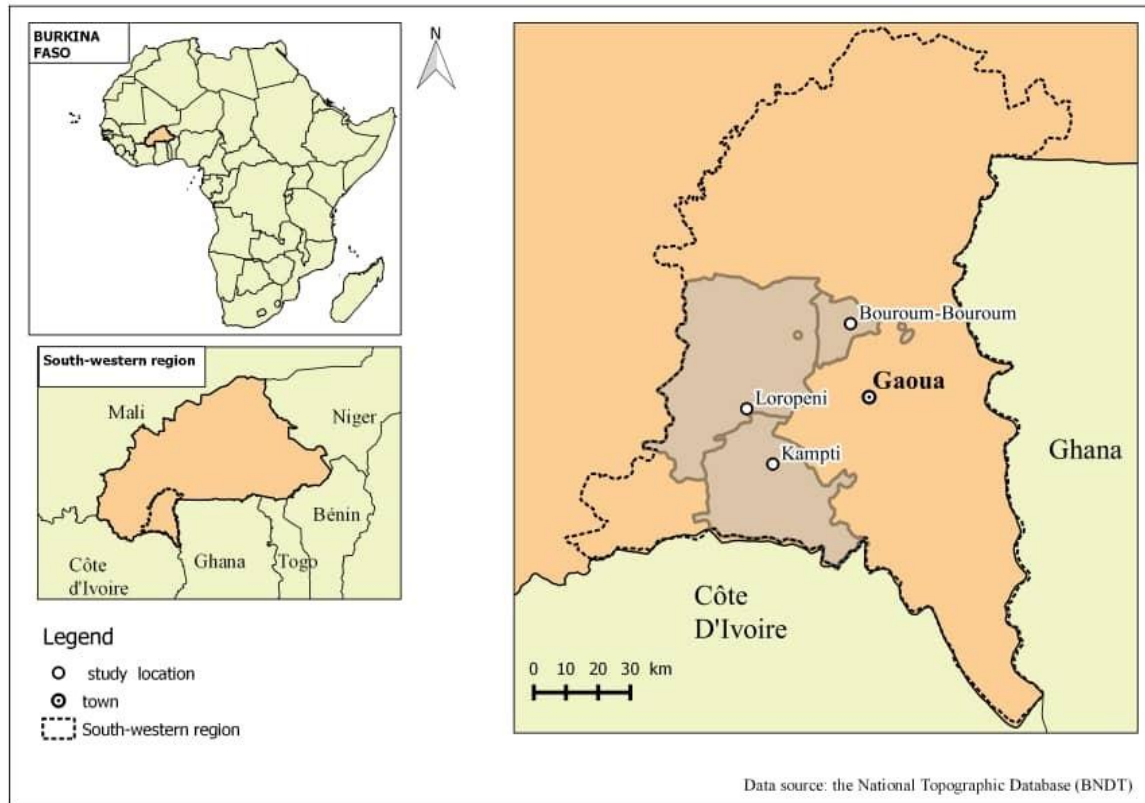 BURKINA
FASO
N
South-western region
Mali
Niger
Bénin
Côte
d'Ivoire
Ghana
Togo
Legend
study location
town
South-western region
Bouroum-Bouroum
Gaoua
Loropeni
Kampti
Ghana
Côte
D'Ivoire
0 10 20 30 km
Data source: the National Topographic Database (BNDT)